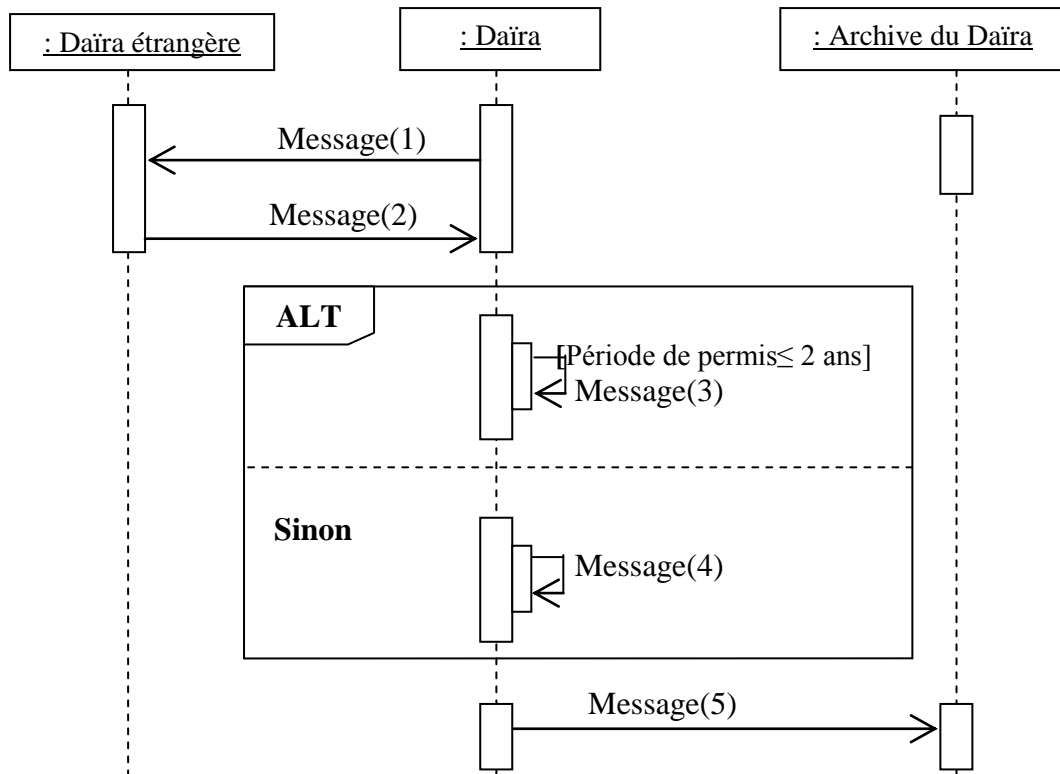 : Daïra étrangère
: Daïra
: Archive du Daïra
Message(1)
Message(2)
ALT
[Période de permis≤ 2 ans]
Message(3)
Sinon
Message(4)
Message(5)